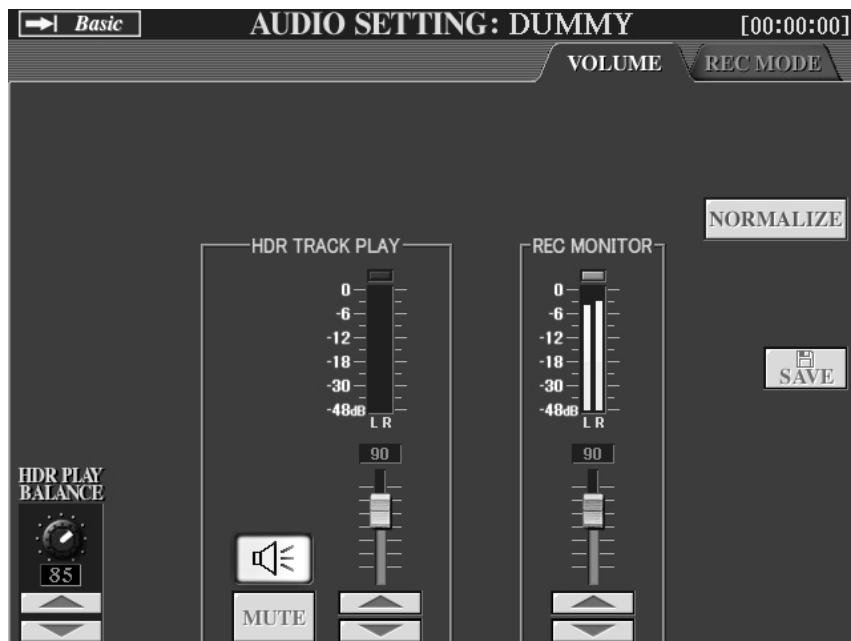 Basic
AUDIO SETTING: DUMMY
[00:00:00]
VOLUME
REC MODE
NORMALIZE
HDR TRACK PLAY
0
-6
-12
-18
-30
-48dB
L R
90
REC MONITOR
0
-6
-12
-18
-30
-48dB
L R
90
SAVE
HDR PLAY
BALANCE
85
MUTE